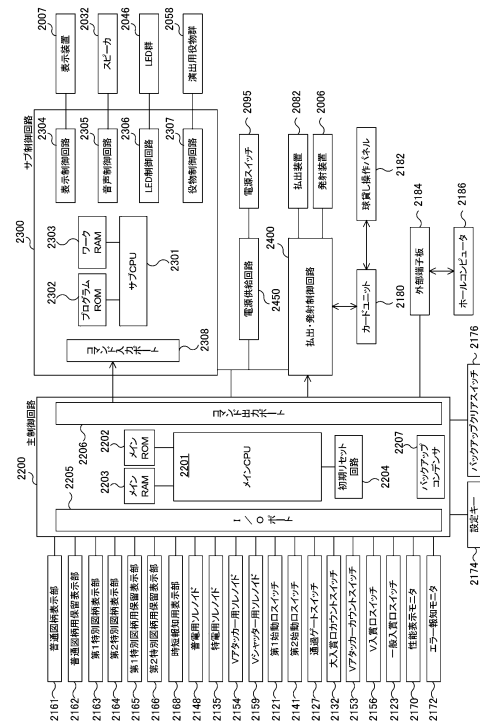 主制御回路
2200
2205
I/Oポート
2206
コマンド出力ポート
2203
メインRAM
2202
メインROM
2201
メインCPU
初期リセット回路
2204
2207
バックアップコンデンサ
2161
普通図柄表示部
2162
普通図柄用保留表示部
2163
第1特別図柄表示部
2164
第2特別図柄表示部
2165
第1特別図柄用保留表示部
2166
第2特別図柄用保留表示部
2168
時短報知用表示部
2148
普電用ソレノイド
2135
特電用ソレノイド
2154
Vアタッカー用ソレノイド
2159
Vシャッター用ソレノイド
2121
第1始動口スイッチ
2141
第2始動口スイッチ
2127
通過ゲートスイッチ
2132
大入賞口カウントスイッチ
2153
Vアタッカーカウントスイッチ
2156
V入賞口スイッチ
2123
一般入賞口スイッチ
2170
性能表示モニタ
2172
エラー報知モニタ
2174
設定キー
バックアップクリアスイッチ
2176
サブ制御回路
2300
コマンド入力ポート
2308
2302
プログラムROM
2303
ワークRAM
サブCPU
2301
2304
表示制御回路
2305
音声制御回路
2306
LED制御回路
2307
役物制御回路
表示装置
2007
スピーカ
2032
LED群
2046
演出用役物群
2058
電源供給回路
2450
電源スイッチ
2095
2400
払出・発射制御回路
払出装置
2082
発射装置
2006
カードユニット
2180
球貸し操作パネル
2182
外部端子板
2184
ホールコンピュータ
2186